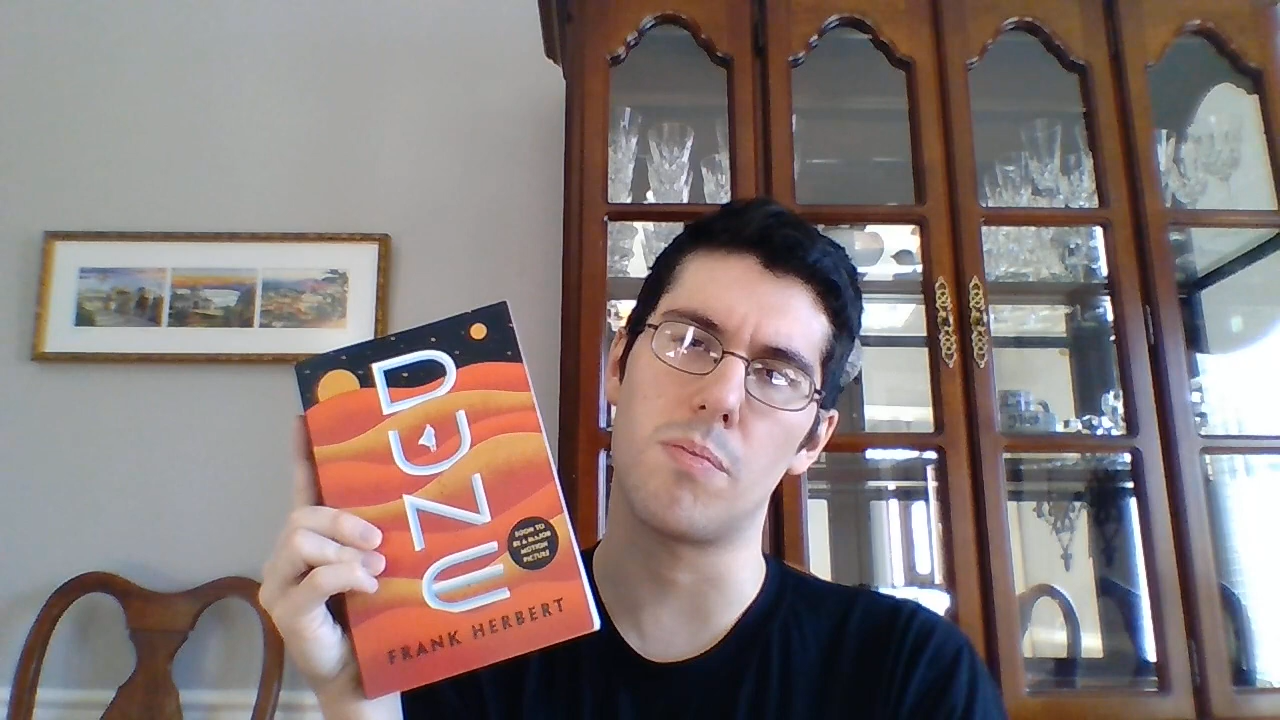 DUNE
SOON TO
BE A MAJOR
MOTION
PICTURE
FRANK HERBERT